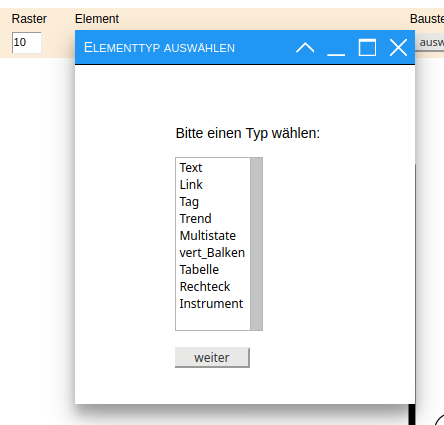 Raster Element Bauste
10 ausw
ELEMENTTYP AUSWÄHLEN
Bitte einen Typ wählen:
Text
Link
Tag
Trend
Multistate
vert_Balken
Tabelle
Rechteck
Instrument
weiter